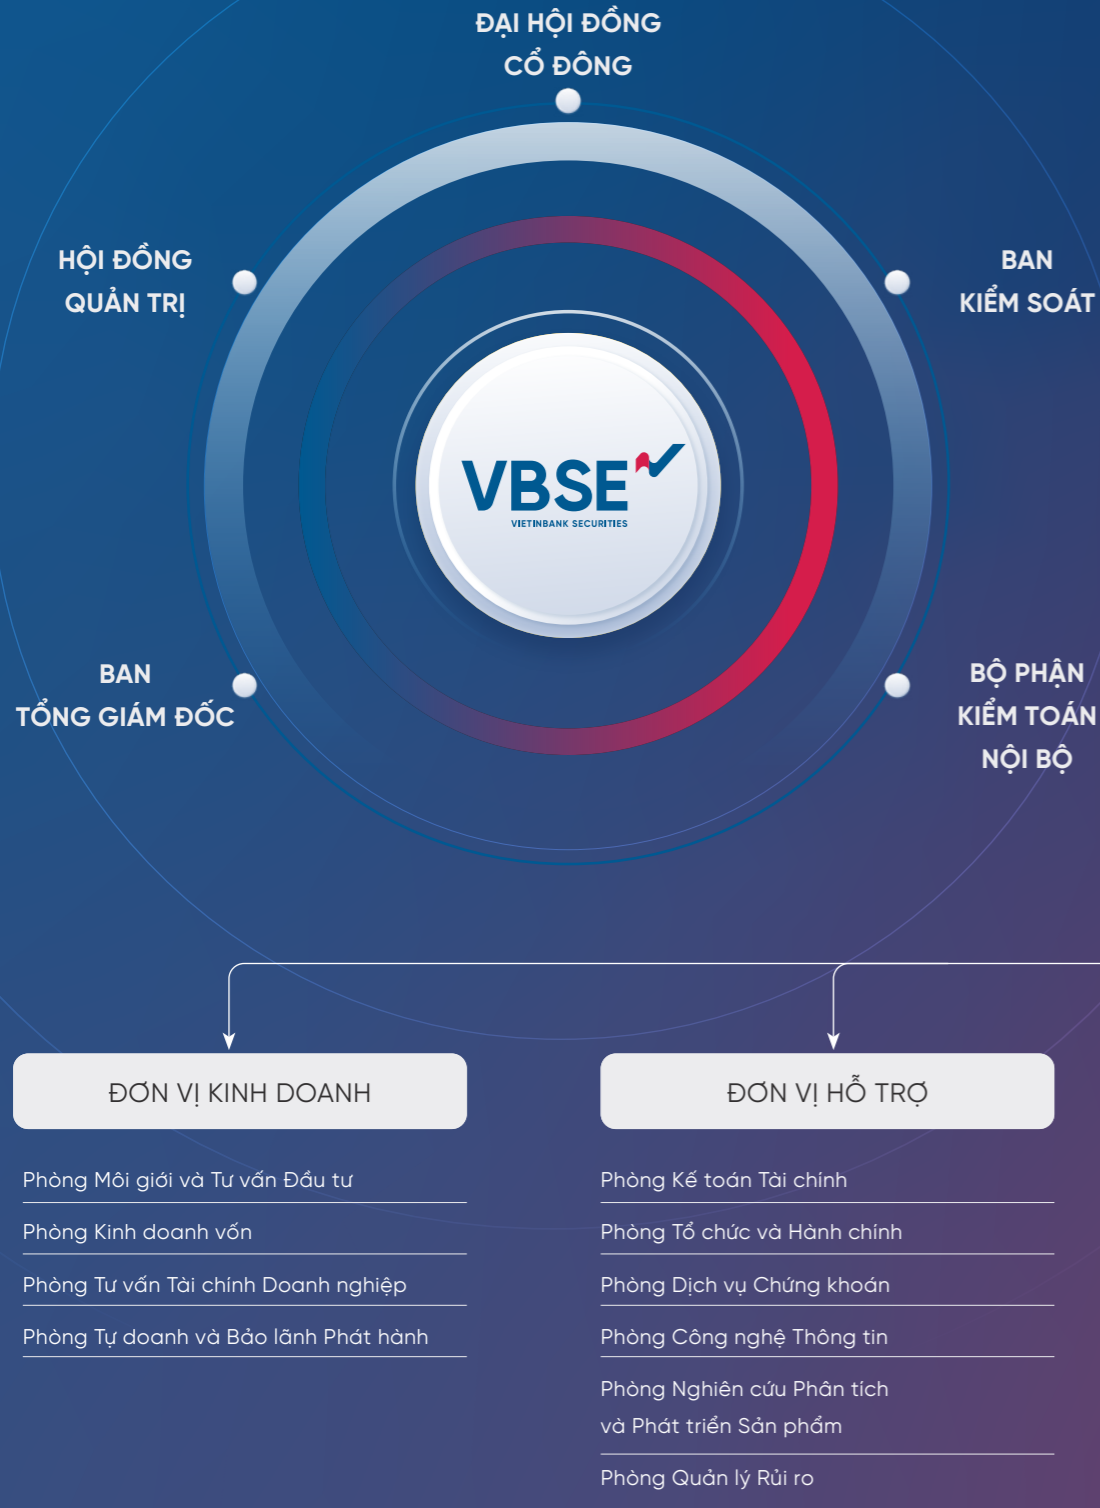 ĐẠI HỘI ĐỒNG
CỔ ĐÔNG
HỘI ĐỒNG
QUẢN TRỊ
BAN
KIỂM SOÁT
VBSE
VIETINBANK SECURITIES
BAN
TỔNG GIÁM ĐỐC
BỘ PHẬN
KIỂM TOÁN
NỘI BỘ
ĐƠN VỊ KINH DOANH
Phòng Môi giới và Tư vấn Đầu tư
Phòng Kinh doanh vốn
Phòng Tư vấn Tài chính Doanh nghiệp
Phòng Tự doanh và Bảo lãnh Phát hành
ĐƠN VỊ HỖ TRỢ
Phòng Kế toán Tài chính
Phòng Tổ chức và Hành chính
Phòng Dịch vụ Chứng khoán
Phòng Công nghệ Thông tin
Phòng Nghiên cứu Phân tích
và Phát triển Sản phẩm
Phòng Quản lý Rủi ro